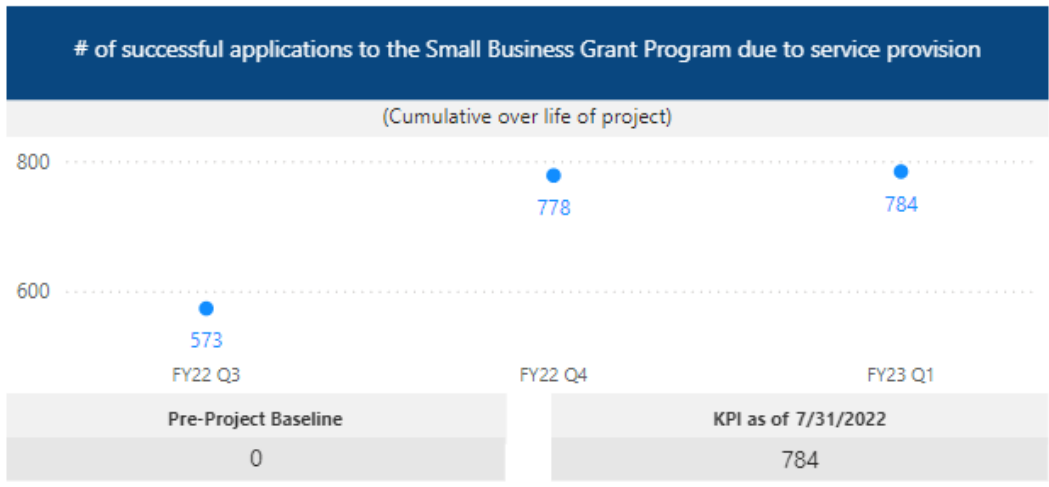 # of successful applications to the Small Business Grant Program due to service provision
(Cumulative over life of project)
800
778
784
600
573
FY22 Q3
FY22 Q4
FY23 Q1
Pre-Project Baseline
KPI as of 7/31/2022
0
784